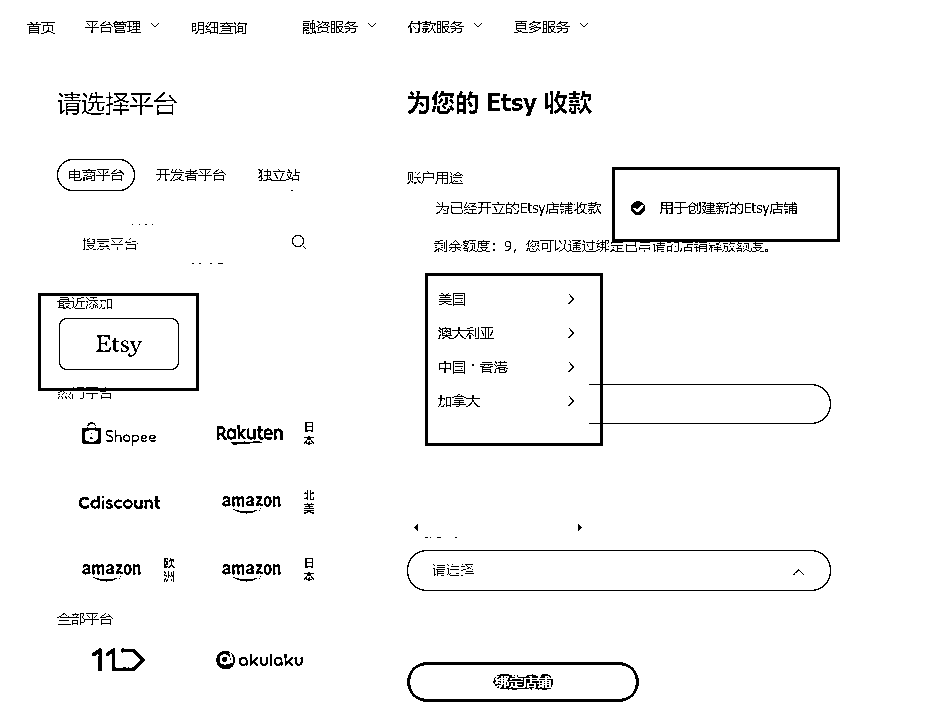 首页 平台管理 明细查询 融资服务 付款服务 更多服务
请选择平台
电商平台 开发者平台 独立站
搜索平台
最近添加
Etsy
热门平台
Shopee
Rakuten 日本
Cdiscount
amazon 北美
amazon 欧洲
amazon 日本
全部平台
11
akulaku
为您的 Etsy 收款
账户用途
为已经开立的Etsy店铺收款 用于创建新的Etsy店铺
剩余额度：9，您可以通过绑定已申请的店铺释放额度。
美国
澳大利亚
中国·香港
加拿大
请选择
绑定店铺